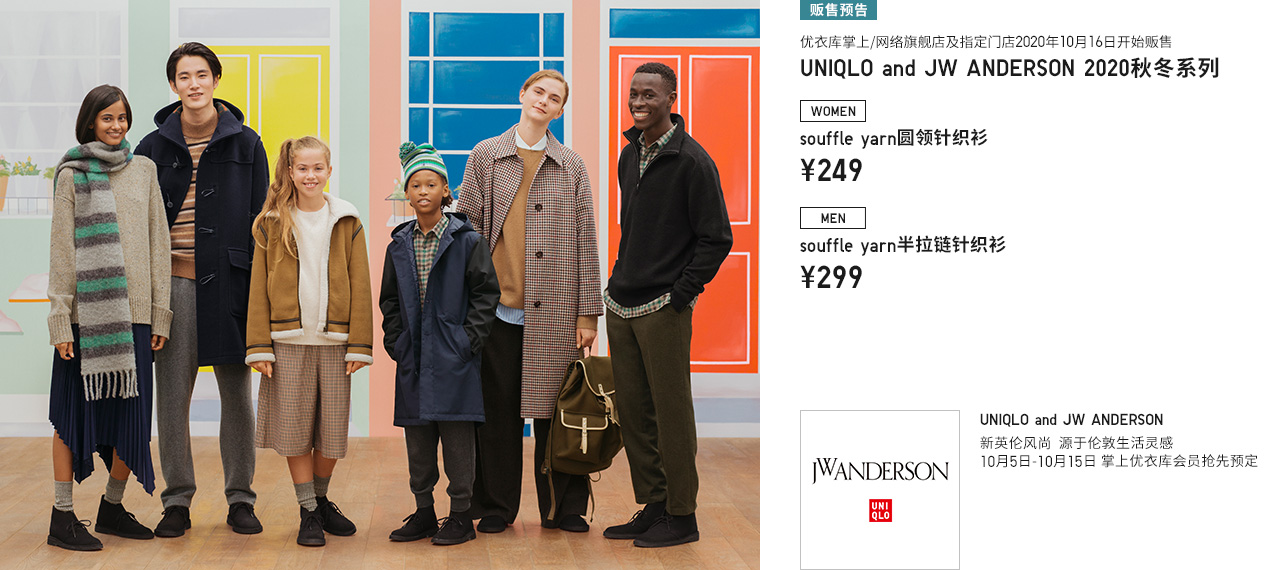 贩售预告
优衣库掌上/网络旗舰店及指定门店2020年10月16日开始贩售
UNIQLO and JW ANDERSON 2020秋冬系列
WOMEN
souffle yarn圆领针织衫
¥249
MEN
souffle yarn半拉链针织衫
¥299
JWANDERSON
UNI
QLO
UNIQLO and JW ANDERSON
新英伦风尚 源于伦敦生活灵感
10月5日-10月15日 掌上优衣库会员抢先预定